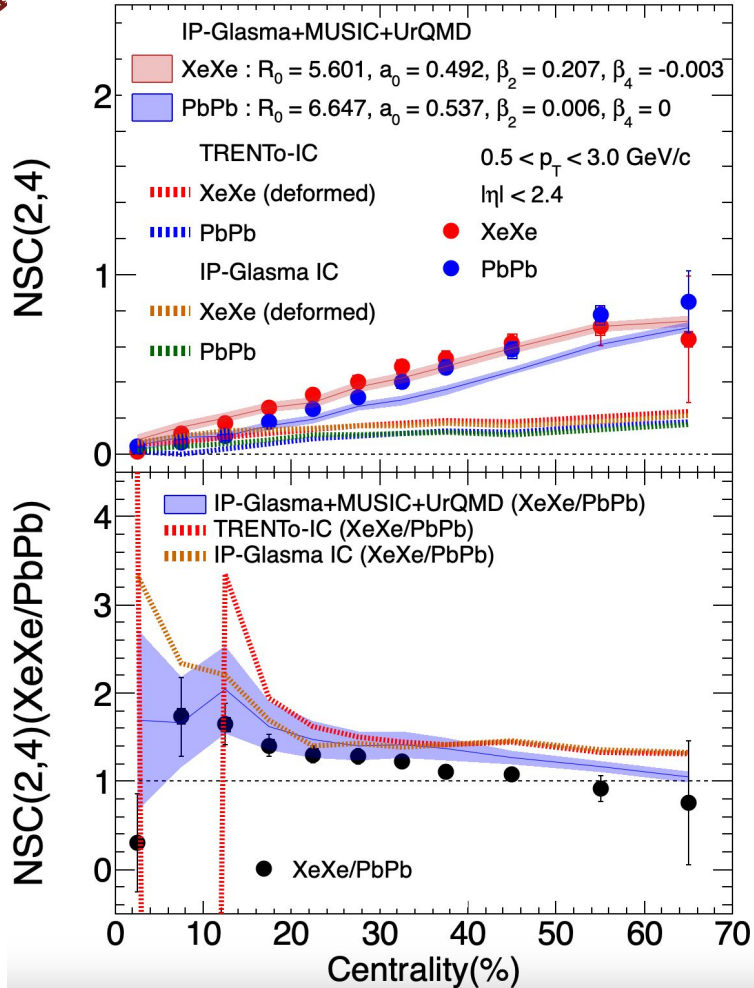 IP-Glasma+MUSIC+UrQMD
XeXe : R₀ = 5.601, a₀ = 0.492, β₂ = 0.207, β₄ = -0.003
PbPb : R₀ = 6.647, a₀ = 0.537, β₂ = 0.006, β₄ = 0
TRENTo-IC
XeXe (deformed)
PbPb
IP-Glasma IC
XeXe (deformed)
PbPb
0.5 < p_T < 3.0 GeV/c
|η| < 2.4
XeXe
PbPb
NSC(2,4)
2
1
0
IP-Glasma+MUSIC+UrQMD (XeXe/PbPb)
TRENTo-IC (XeXe/PbPb)
IP-Glasma IC (XeXe/PbPb)
XeXe/PbPb
NSC(2,4)(XeXe/PbPb)
4
3
2
1
0
0 10 20 30 40 50 60 70
Centrality(%)